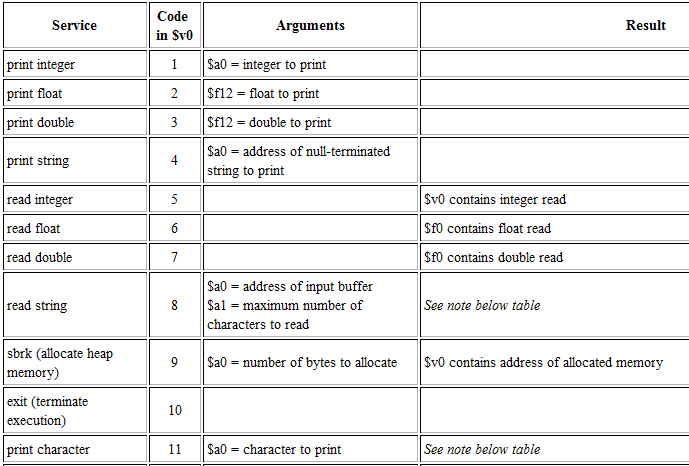 Service Code in $v0 Arguments Result
print integer 1 $a0 = integer to print
print float 2 $f12 = float to print
print double 3 $f12 = double to print
print string 4 $a0 = address of null-terminated
string to print
read integer 5 $v0 contains integer read
read float 6 $f0 contains float read
read double 7 $f0 contains double read
read string 8 $a0 = address of input buffer
$a1 = maximum number of
characters to read
See note below table
sbrk (allocate heap
memory)
9 $a0 = number of bytes to allocate $v0 contains address of allocated memory
exit (terminate
execution)
10
print character 11 $a0 = character to print See note below table